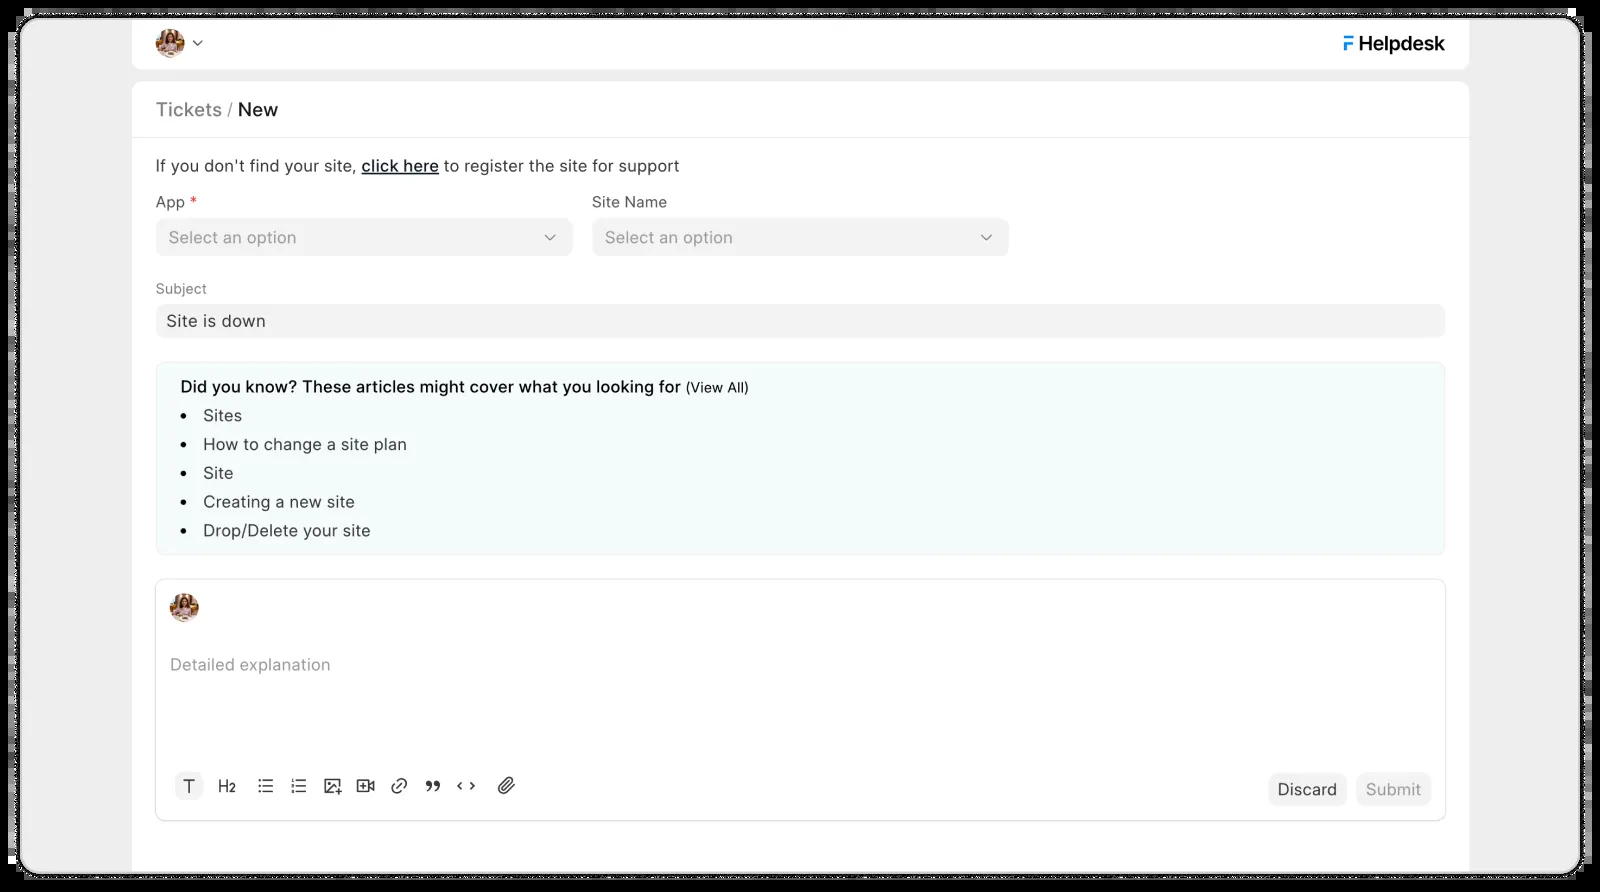 Helpdesk
Tickets / New
If you don't find your site, click here to register the site for support
App * Site Name
Select an option Select an option
Subject
Site is down
Did you know? These articles might cover what you looking for (View All)
• Sites
• How to change a site plan
• Site
• Creating a new site
• Drop/Delete your site
Detailed explanation
T H2 Discard Submit